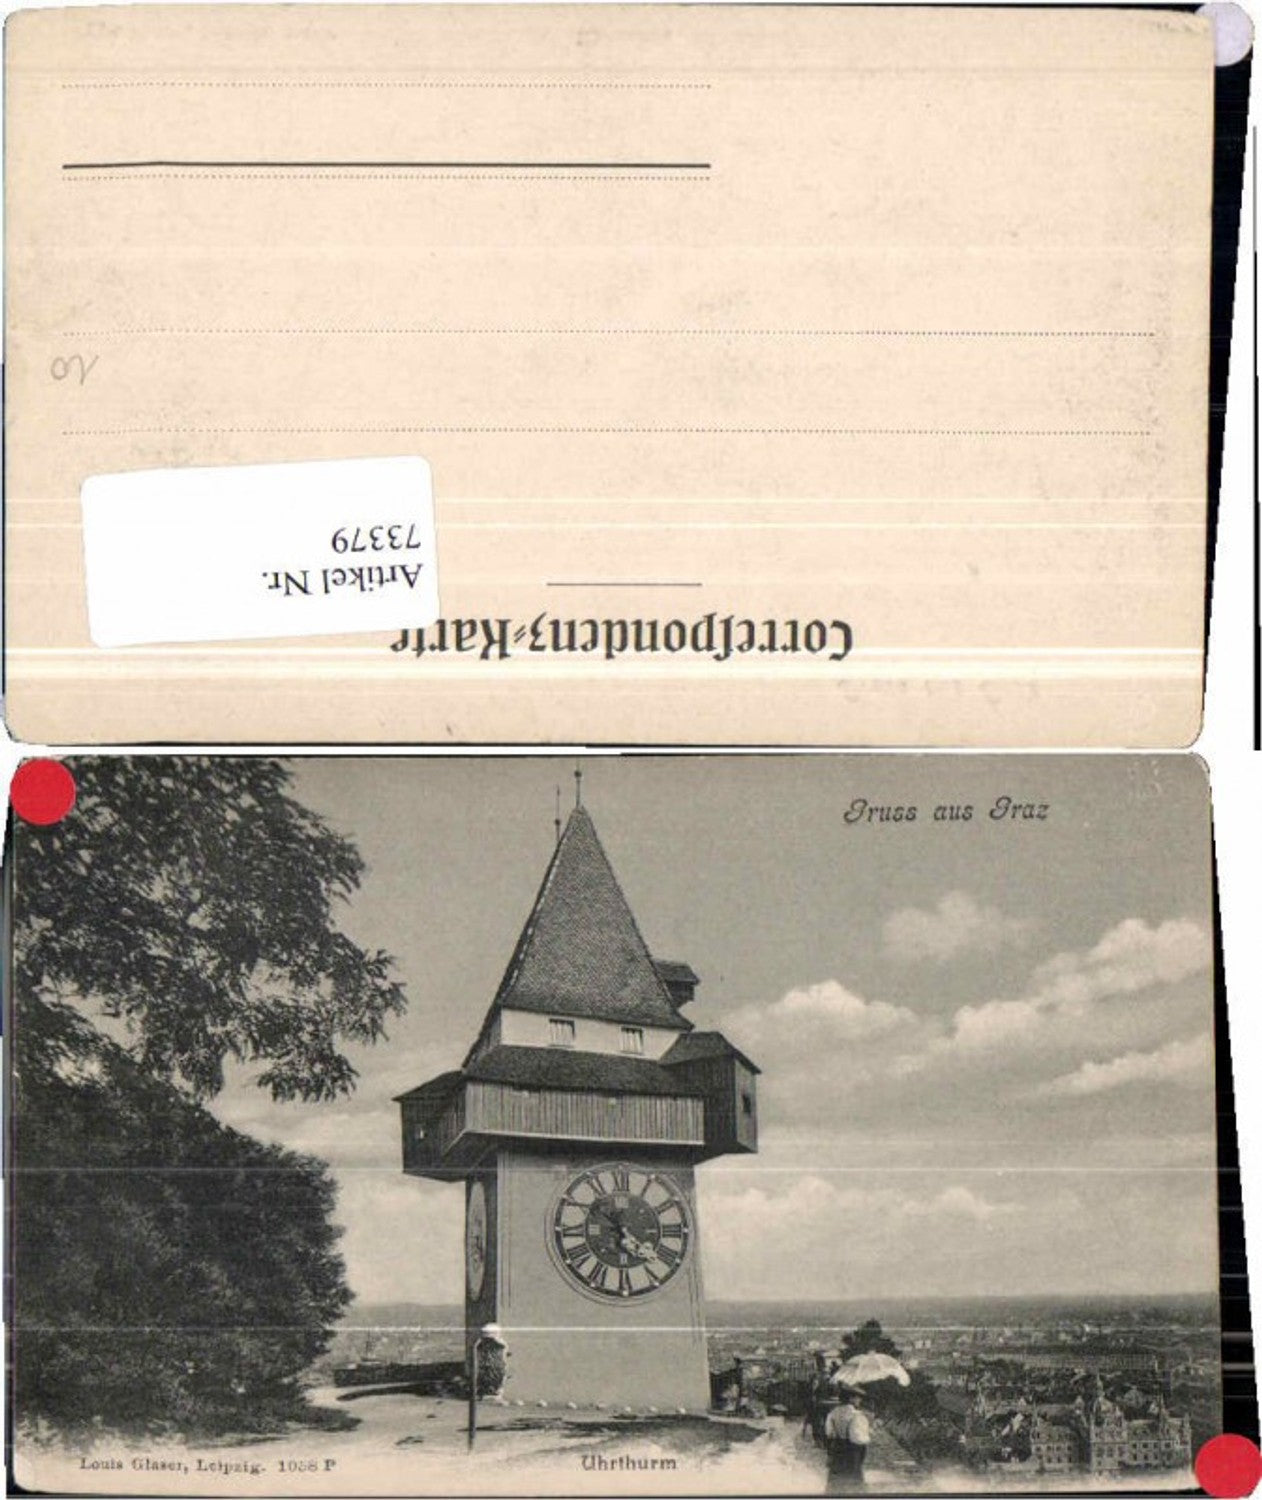 Correspondenz-Karte
Artikel Nr.
73379
Gruss aus Graz
Louis Glaser, Leipzig. 1058 P
Uhrthurm